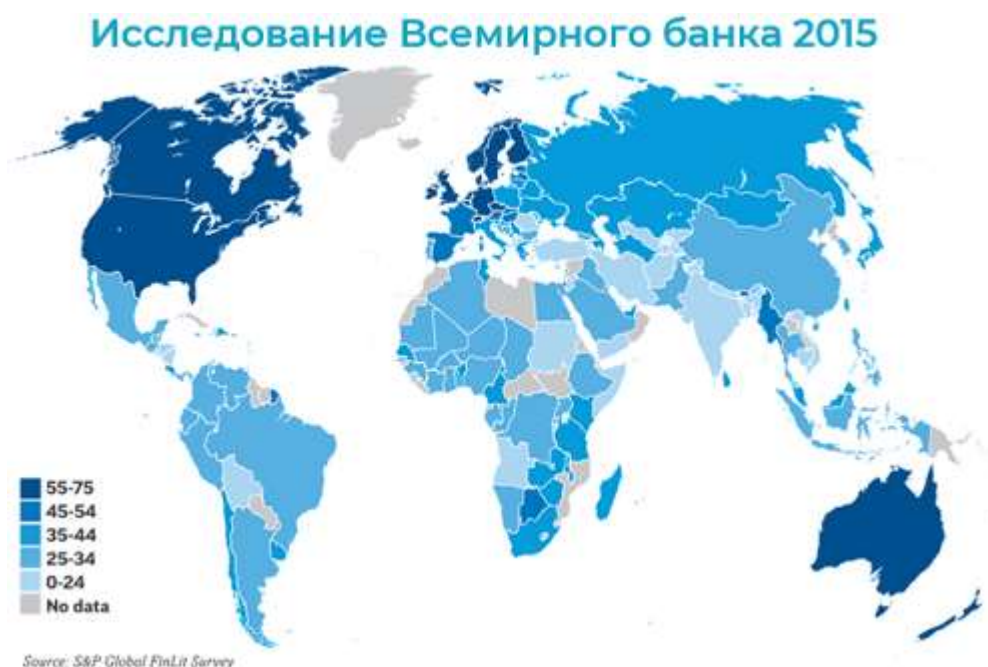 Исследование Всемирного банка 2015
55-75
45-54
35-44
25-34
0-24
No data
Source: S&P Global FinLit Survey